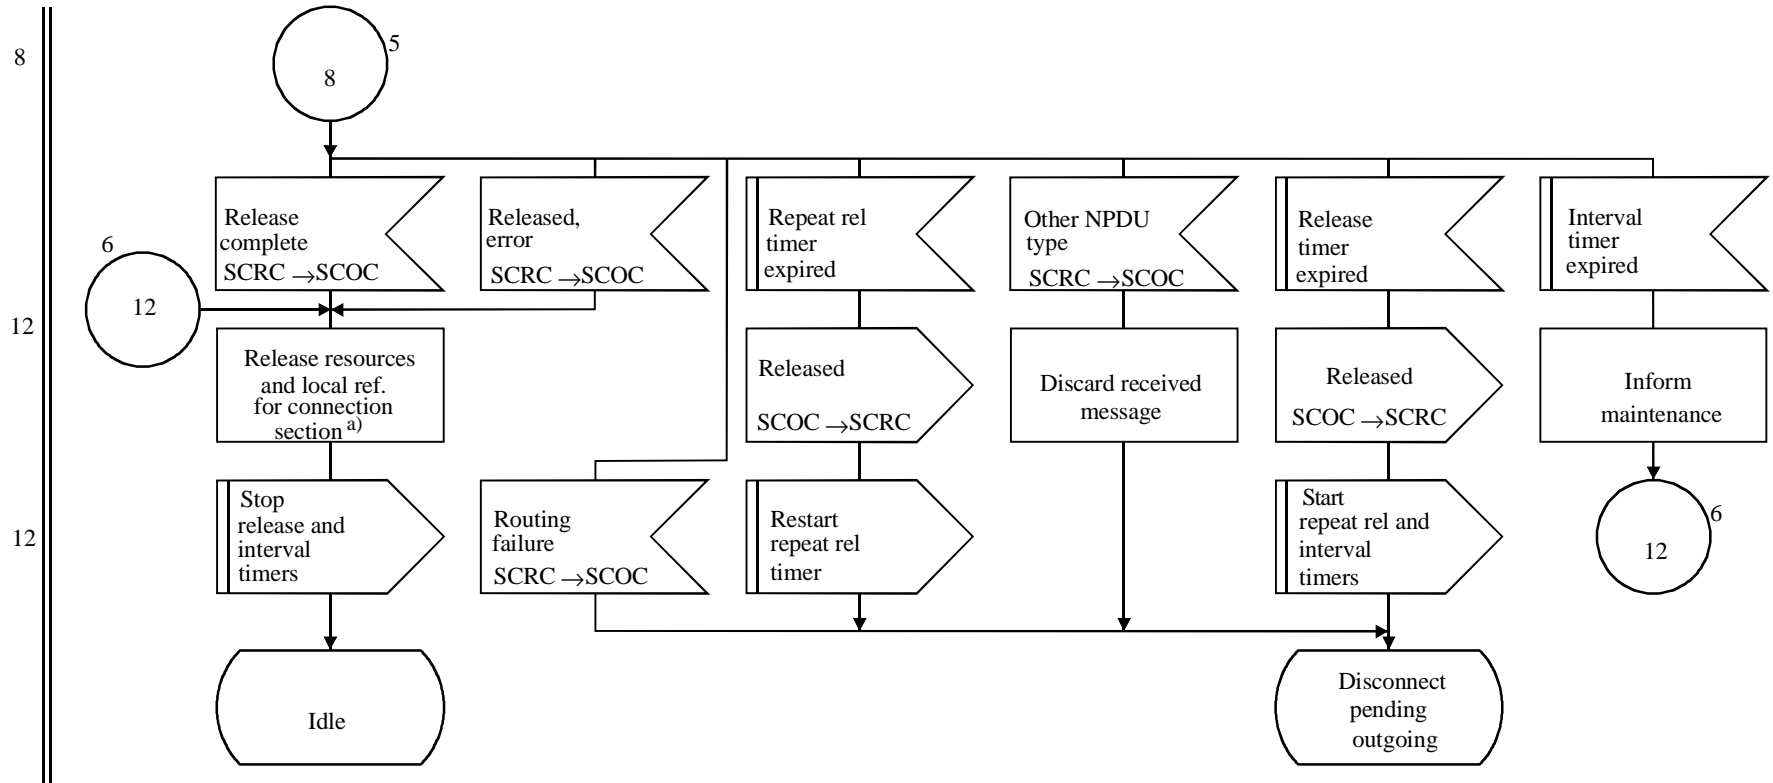 8
5
8
Release
complete
SCRC → SCOC
Released,
error
SCRC → SCOC
Repeat rel
timer
expired
Other NPDU
type
SCRC → SCOC
Release
timer
expired
Interval
timer
expired
6
12
12
Release resources
and local ref.
for connection
section a)
Released
SCOC → SCRC
Discard received
message
Released
SCOC → SCRC
Inform
maintenance
12
Stop
release and
interval
timers
Routing
failure
SCRC → SCOC
Restart
repeat rel
timer
Start
repeat rel and
interval
timers
6
12
Idle
Disconnect
pending
outgoing